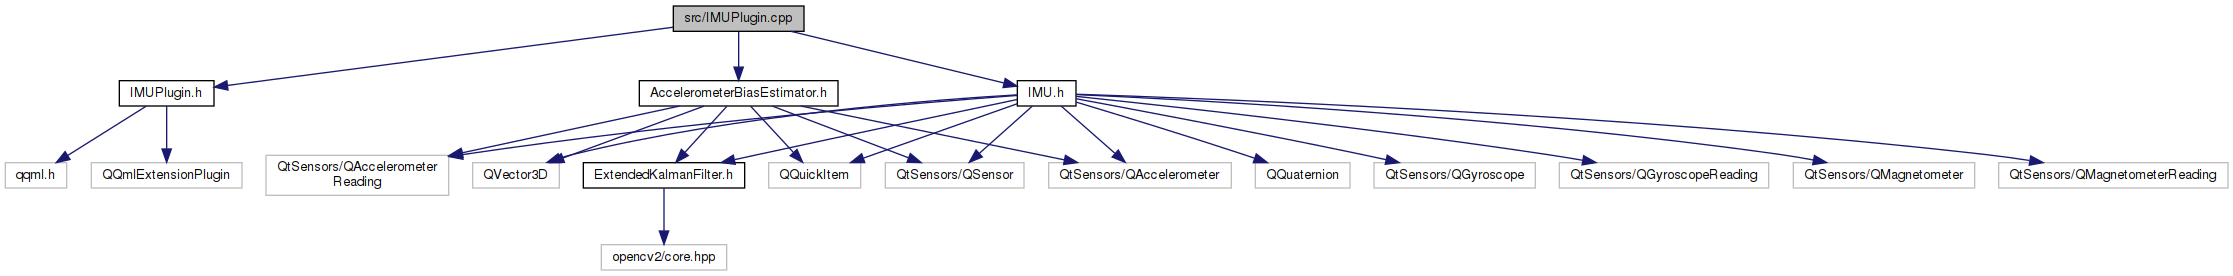 src/IMUPlugin.cpp
IMUPlugin.h
AccelerometerBiasEstimator.h
IMU.h
qqml.h
QQmlExtensionPlugin
QtSensors/QAccelerometer
Reading
QVector3D
ExtendedKalmanFilter.h
QQuickItem
QtSensors/QSensor
QtSensors/QAccelerometer
QQuaternion
QtSensors/QGyroscope
QtSensors/QGyroscopeReading
QtSensors/QMagnetometer
QtSensors/QMagnetometerReading
opencv2/core.hpp